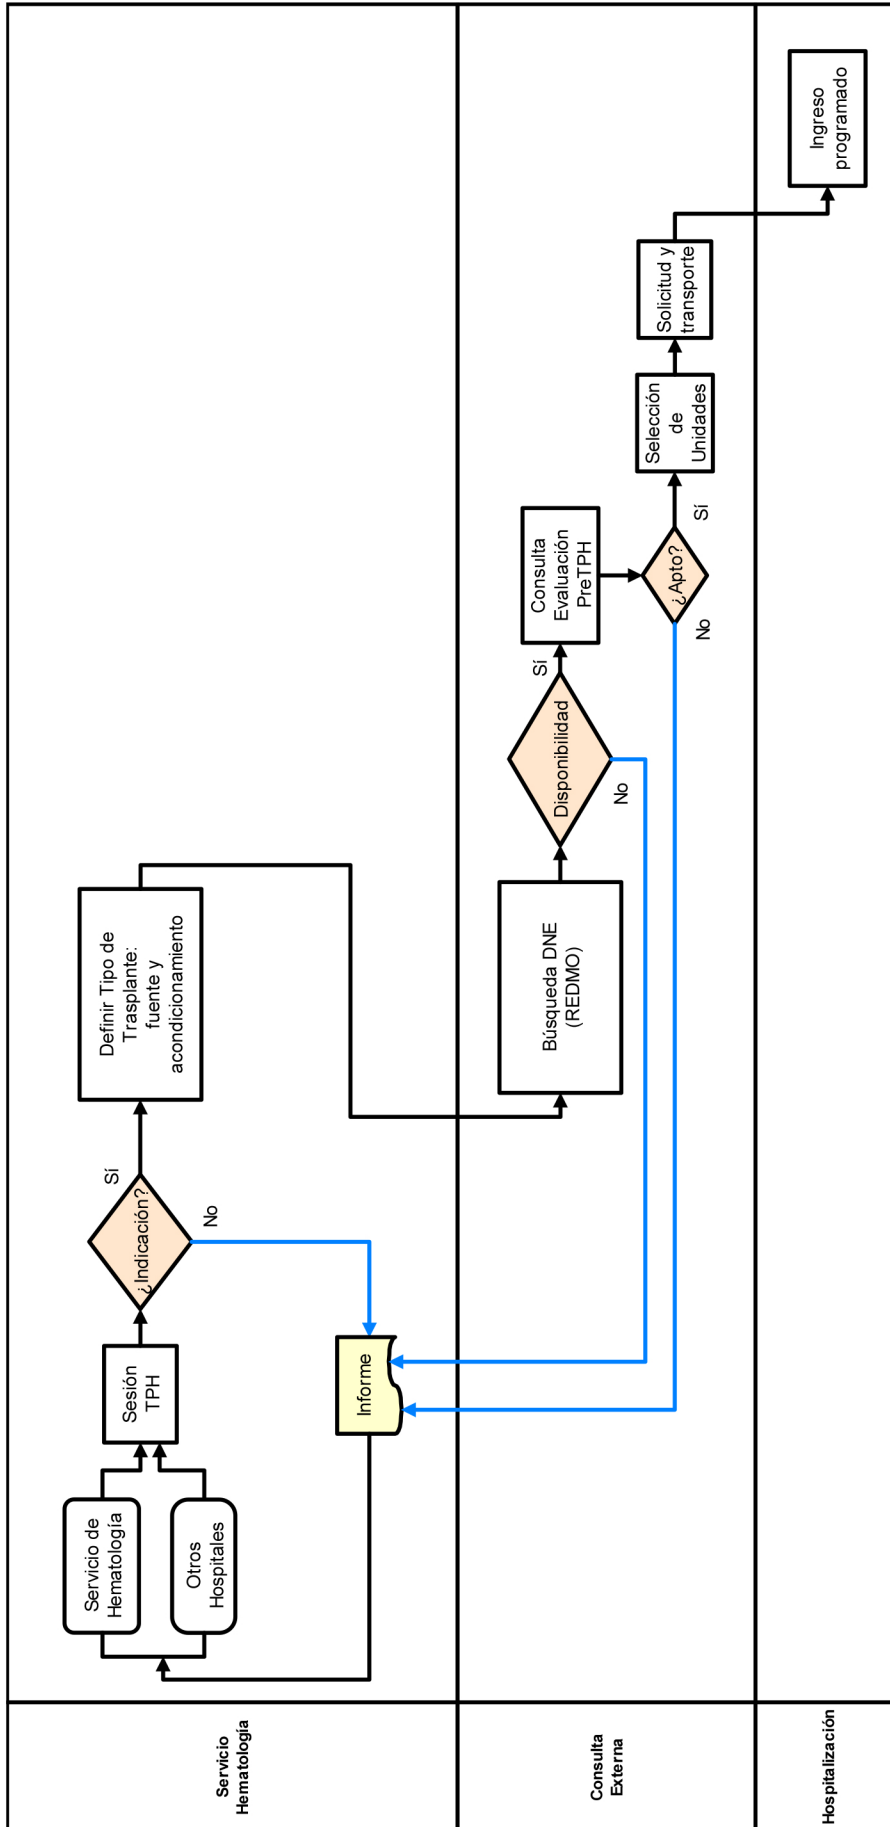 Servicio
Hematología
Servicio de
Hematología
Otros
Hospitales
Sesión
TPH
¿Indicación?
Sí
No
Definir Tipo de
Trasplante:
fuente y
acondicionamiento
Informe
Consulta
Externa
Búsqueda DNE
(REDMO)
Disponibilidad
Sí
No
Consulta
Evaluación
PreTPH
¿Apto?
Sí
No
Selección
de
Unidades
Solicitud y
transporte
Hospitalización
Ingreso
programado